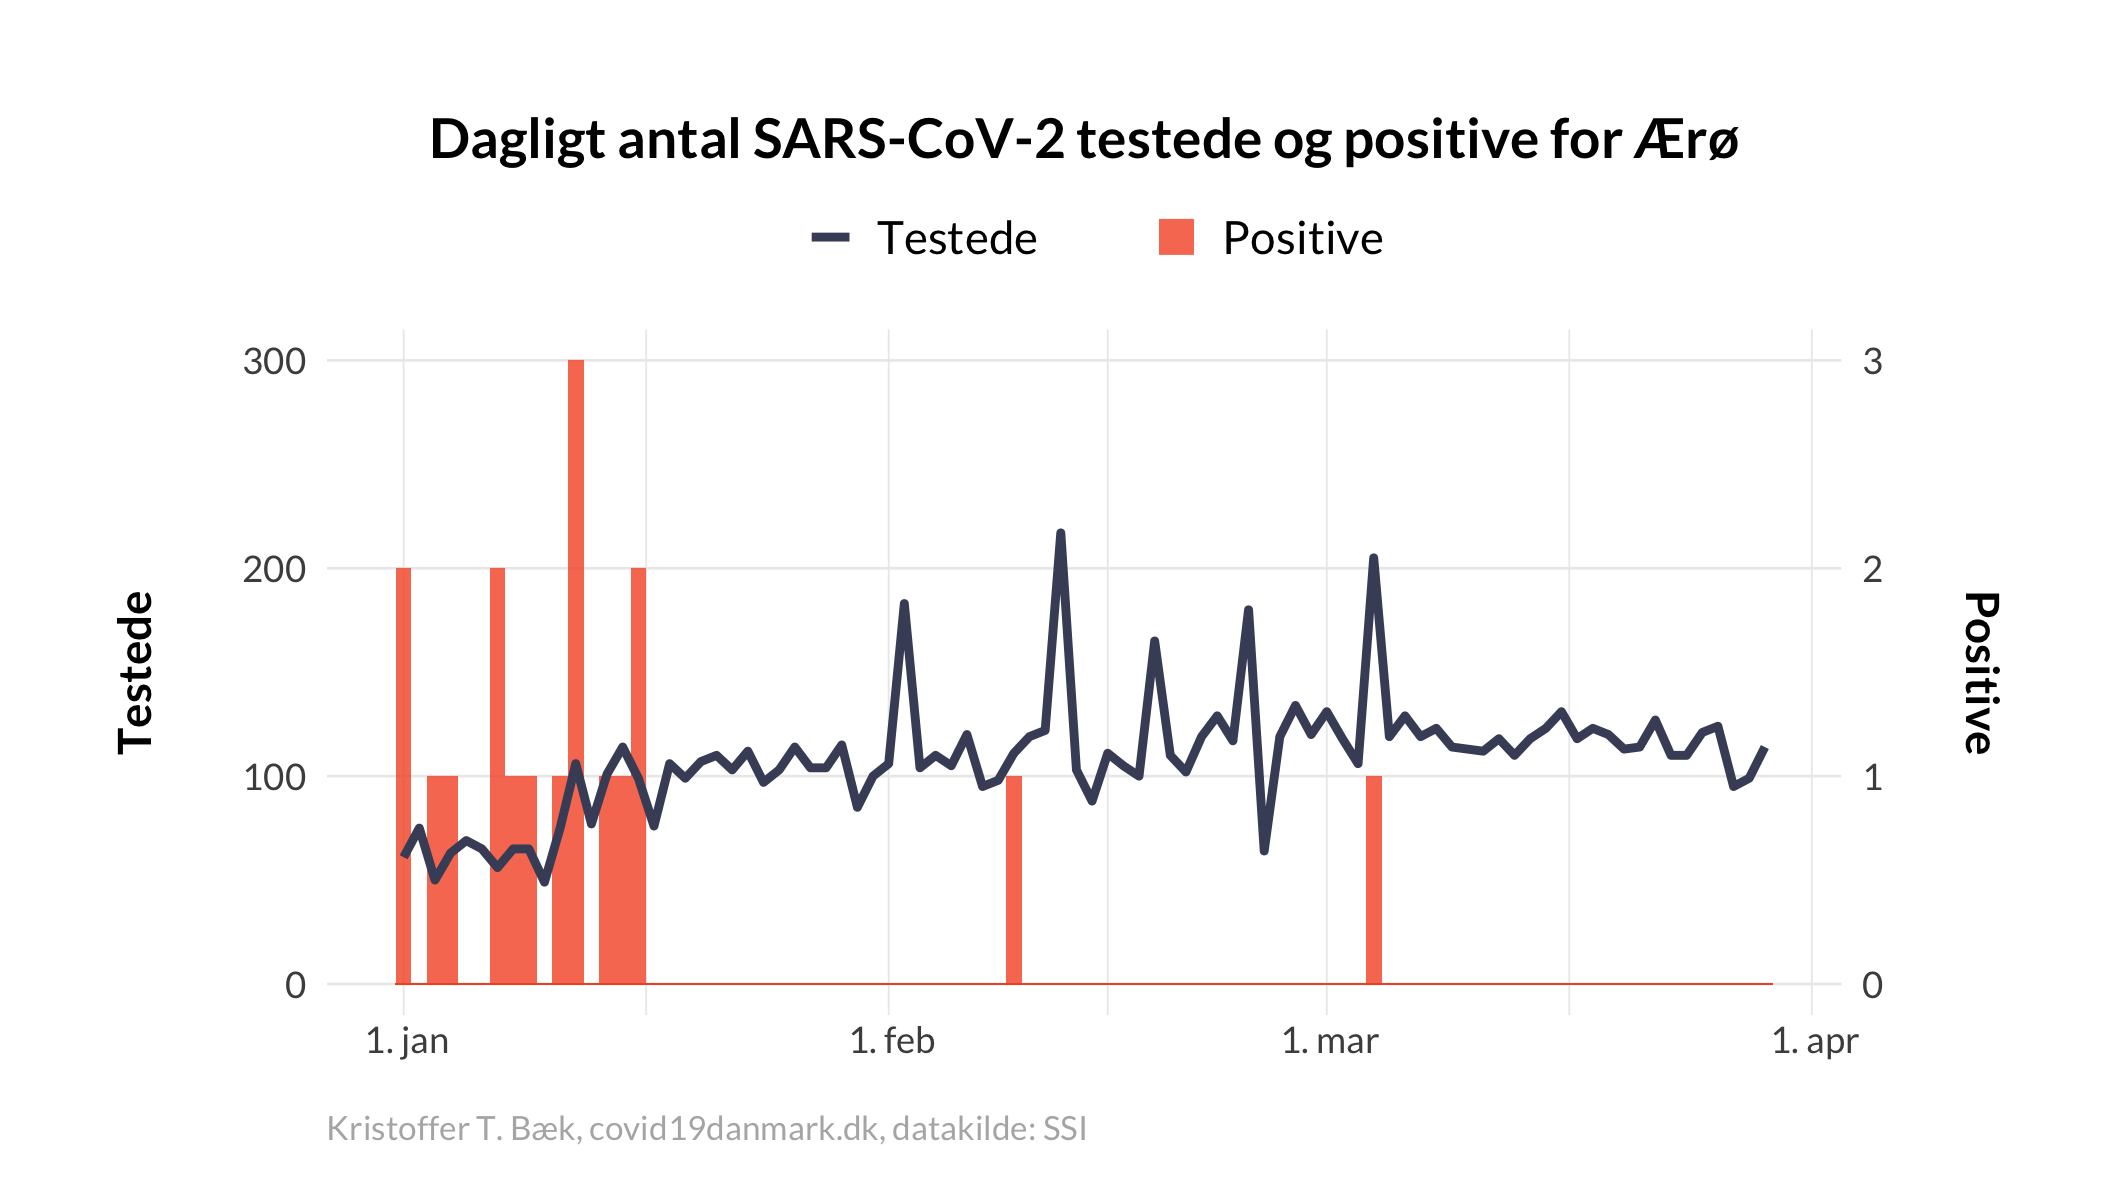 Dagligt antal SARS-CoV-2 testede og positive for Ærø
Testede Positive
300 3
200 2
100 1
0 0
Testede
Positive
1. jan 1. feb 1. mar 1. apr
Kristoffer T. Bæk, covid19danmark.dk, datakilde: SSI